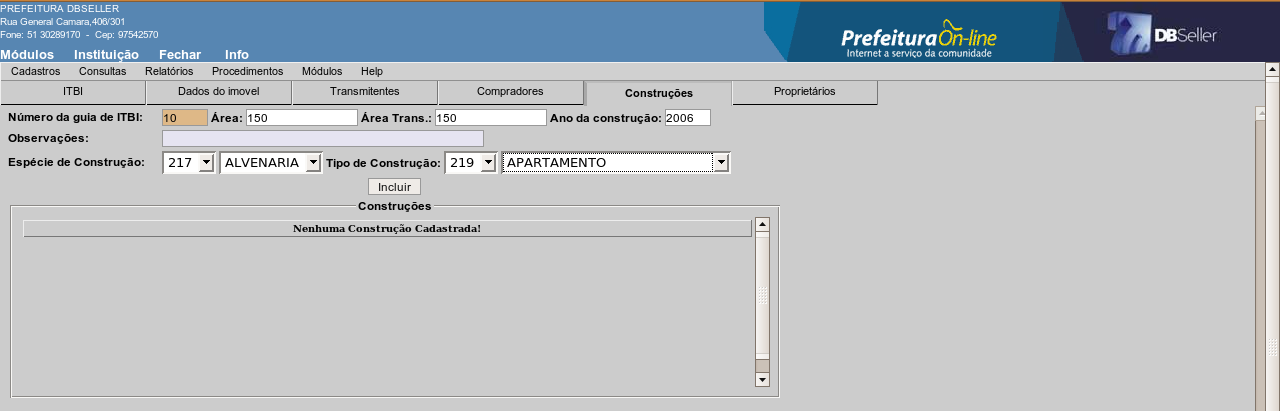 PREFEITURA DBSELLER
Rua General Camara,406/301
Fone: 51 30289170 - Cep: 97542570
Prefeitura On-line
Internet a serviço da comunidade
DBSeller
Módulos Instituição Fechar Info
Cadastros Consultas Relatórios Procedimentos Módulos Help
ITBI Dados do imovel Transmitentes Compradores Construções Proprietários
Número da guia de ITBI: 10 Área: 150 Área Trans.: 150 Ano da construção: 2006
Observações:
Espécie de Construção: 217 ALVENARIA Tipo de Construção: 219 APARTAMENTO
Incluir
Construções
Nenhuma Construção Cadastrada!